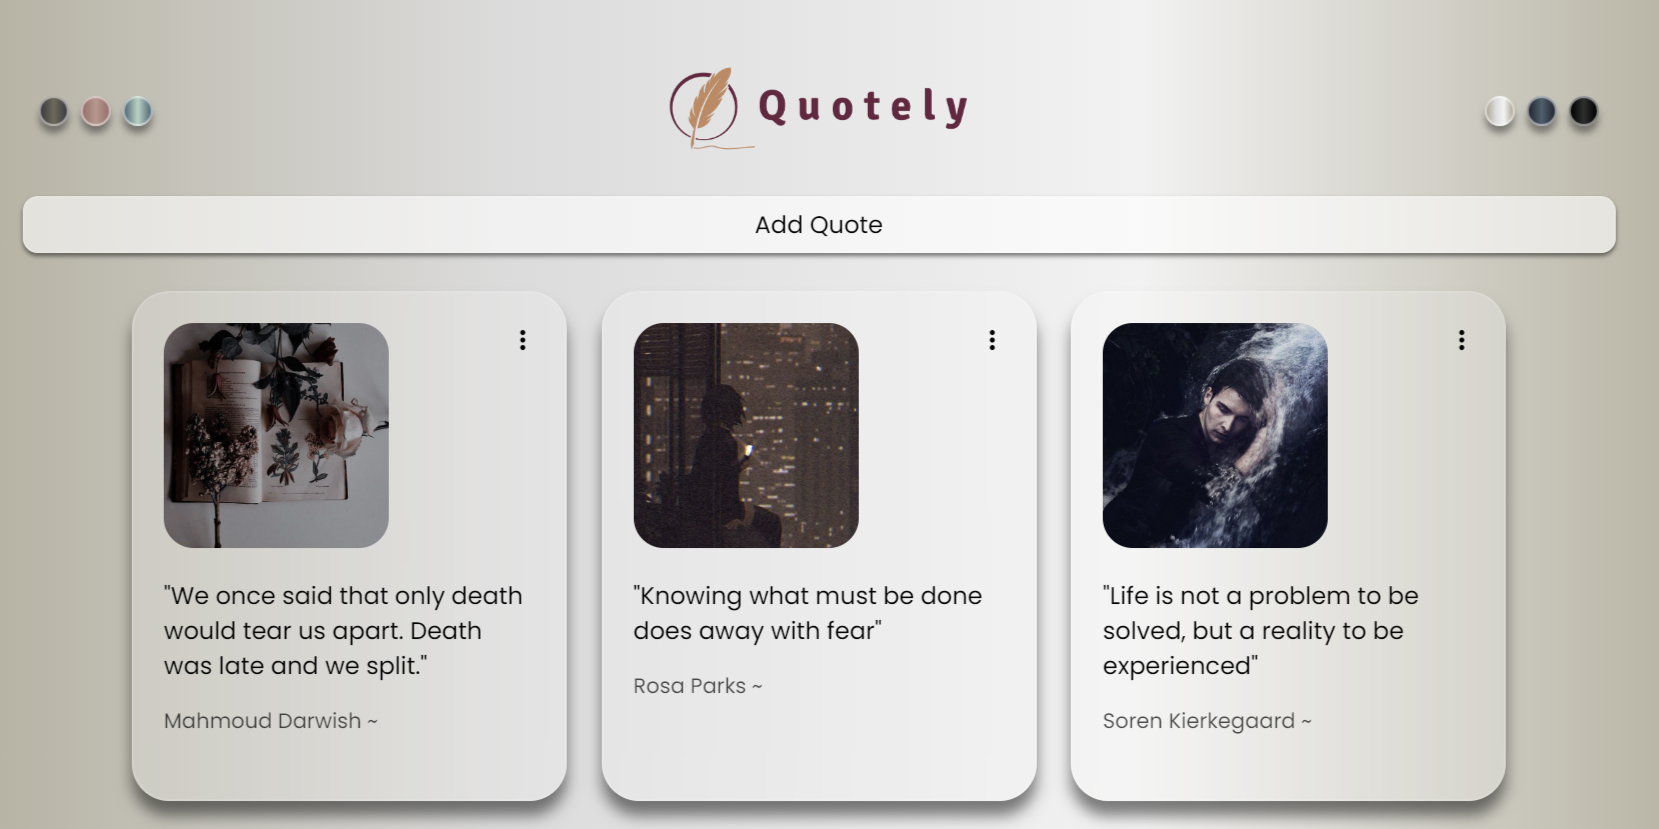 Quotely
Add Quote
"We once said that only death
would tear us apart. Death
was late and we split."
Mahmoud Darwish ~
"Knowing what must be done
does away with fear"
Rosa Parks ~
"Life is not a problem to be
solved, but a reality to be
experienced"
Soren Kierkegaard ~